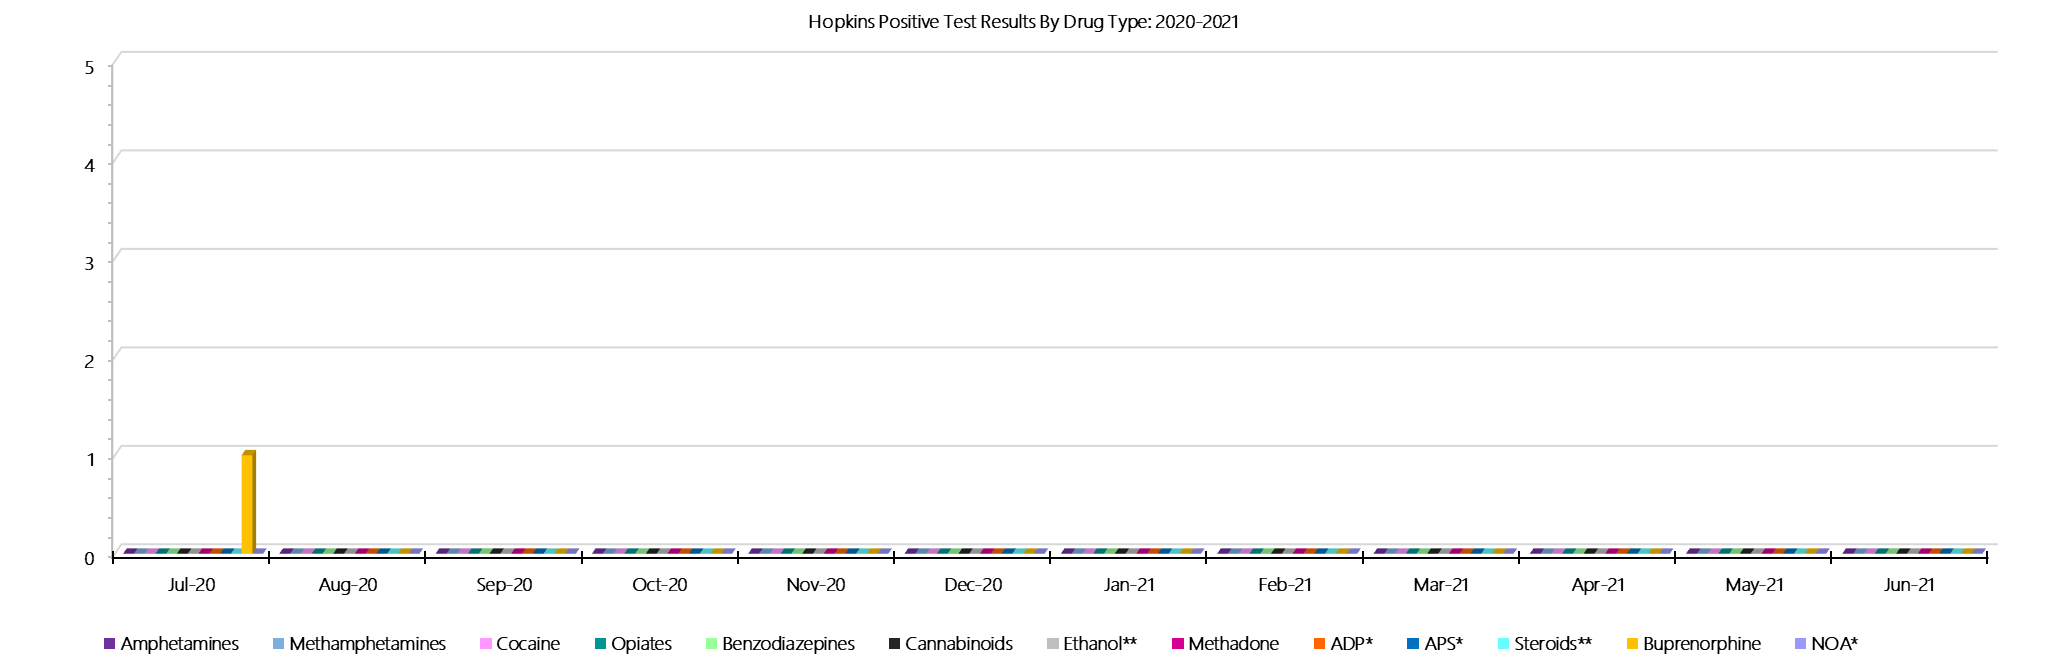 Hopkins Positive Test Results By Drug Type: 2020-2021
5
4
3
2
1
0
Jul-20 Aug-20 Sep-20 Oct-20 Nov-20 Dec-20 Jan-21 Feb-21 Mar-21 Apr-21 May-21 Jun-21
Amphetamines Methamphetamines Cocaine Opiates Benzodiazepines Cannabinoids Ethanol** Methadone ADP* APS* Steroids** Buprenorphine NOA*